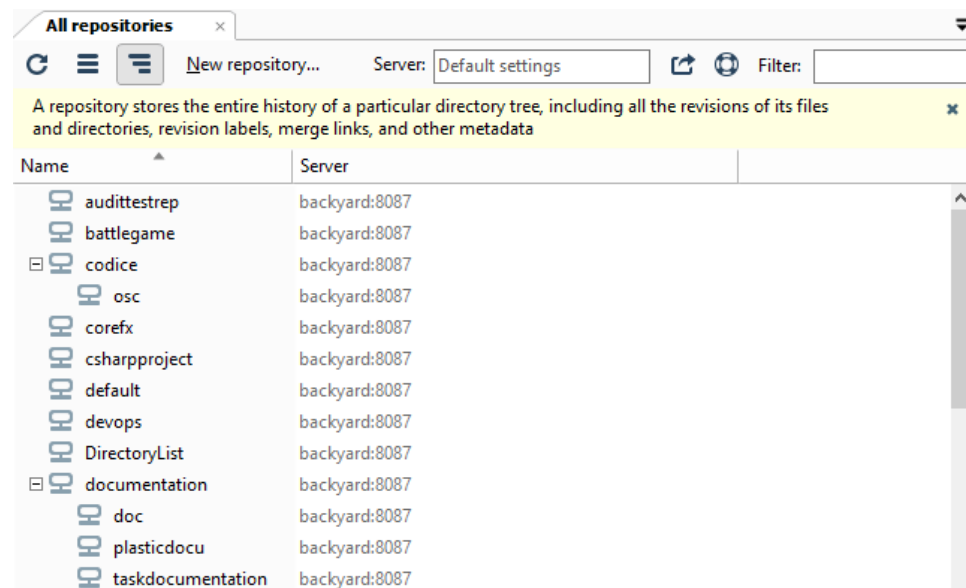 All repositories
New repository... Server: Default settings Filter:
A repository stores the entire history of a particular directory tree, including all the revisions of its files
and directories, revision labels, merge links, and other metadata
Name Server
audittestrep backyard:8087
battlegame backyard:8087
codice backyard:8087
osc backyard:8087
corefx backyard:8087
csharpproject backyard:8087
default backyard:8087
devops backyard:8087
DirectoryList backyard:8087
documentation backyard:8087
doc backyard:8087
plasticdocu backyard:8087
taskdocumentation backyard:8087